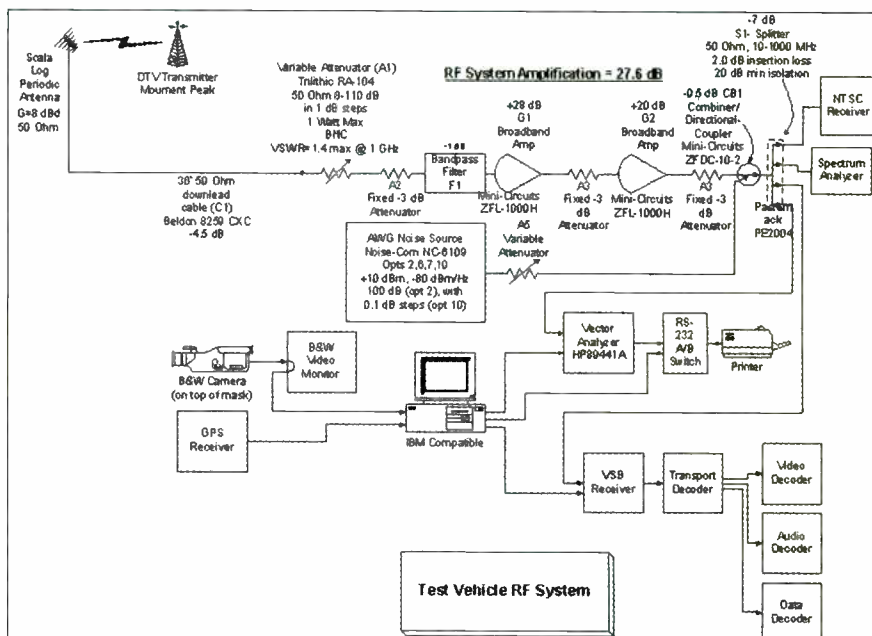 Scala
Log
Periodic
Antenna
G=8 dBd
50 Ohm
DTV Transmitter
Mount Peak
Variable Attenuator (A1)
Trilithic RA-104
50 Ohm 8-110 dB
in 1 dB steps
1 Watt Max
BNC
VSWR= 1.4 max @ 1 GHz
RF System Amplification = 27.6 dB
-7 dB
S1- Splitter
50 Ohm, 10-1000 MHz
2.0 dB insertion loss
20 dB min isolation
-0.5 dB CB1
Combiner/
Directional-
Coupler
Mini-Circuits
ZFDC-10-2
NTSC
Receiver
Spectrum
Analyzer
+28 dB
G1
Broadband
Amp
+20 dB
G2
Broadband
Amp
-1 dB
Bandpass
Filter
F1
38' 50 Ohm
downlead
cable (C1)
Beldon 8259 CXC
-4.5 dB
A2
Fixed -3 dB
Attenuator
Mini-Circuits
ZFL-1000H
A3
Fixed -3
dB
Attenuator
Mini-Circuits
ZFL-1000H
A3
Fixed -3
dB
Attenuator
PE2004
A5
Variable
Attenuator
AWG Noise Source
Noise-Com NC-6109
Opts 2,6,7,10
+10 dBm, -80 dBm/Hz
100 dB (opt 2), with
0.1 dB steps (opt 10)
B&W Camera
(on top of mask)
B&W
Video
Monitor
GPS
Receiver
IBM Compatible
Vector
Analyzer
HP89441A
RS-
232
A/B
Switch
Printer
VSB
Receiver
Transport
Decoder
Video
Decoder
Audio
Decoder
Data
Decoder
Test Vehicle RF System